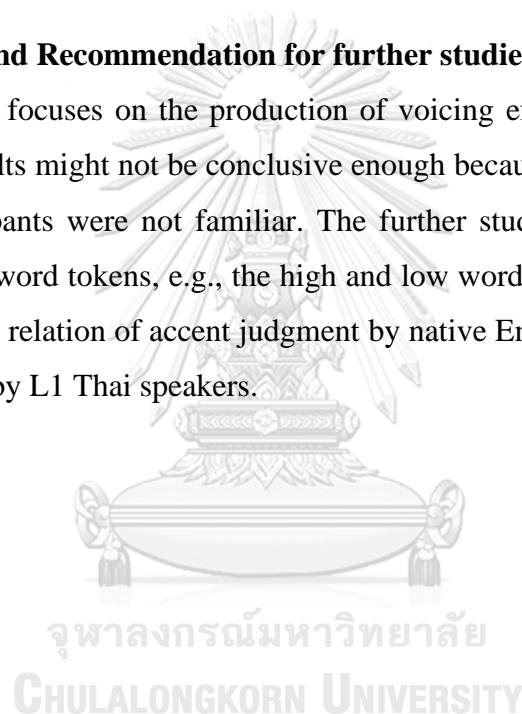 nd Recommendation for further studie
focuses on the production of voicing e
lts might not be conclusive enough becau
pants were not familiar. The further stud
word tokens, e.g., the high and low word
relation of accent judgment by native En
by L1 Thai speakers.
จุฬาลงกรณ์มหาวิทยาลัย
CHULALONGKORN UNIVERSITY